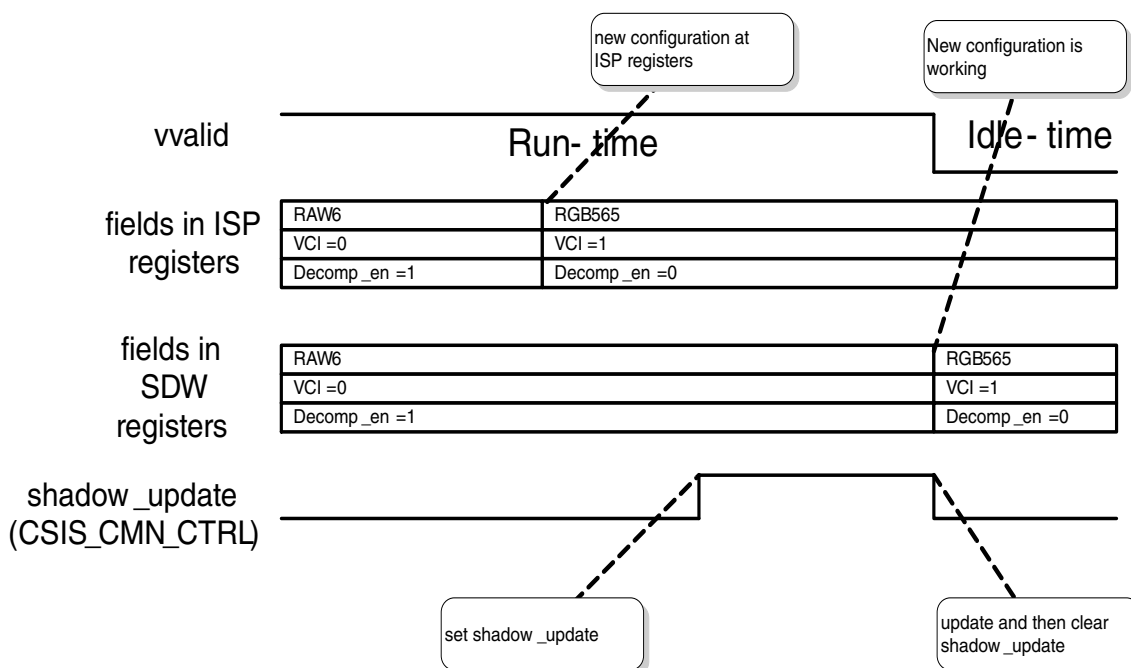 new configuration at
ISP registers
New configuration is
working
vvalid
Run- time
Idle- time
fields in ISP
registers
RAW6
RGB565
VCI =0
VCI =1
Decomp _en =1
Decomp _en =0
fields in
SDW
registers
RAW6
RGB565
VCI =0
VCI =1
Decomp _en =1
Decomp _en =0
shadow _update
(CSIS_CMN_CTRL)
set shadow _update
update and then clear
shadow _update